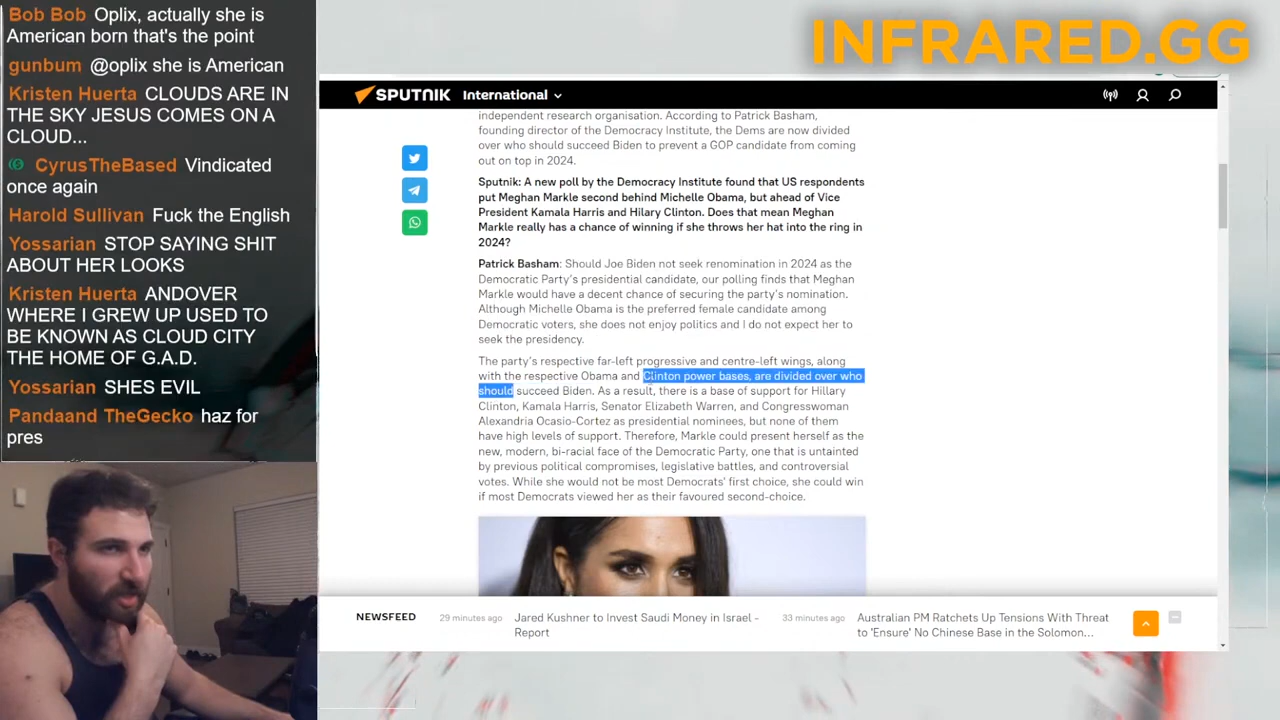 Bob Bob Oplix, actually she is
American born that's the point
gunbum @oplix she is American
Kristen Huerta CLOUDS ARE IN
THE SKY JESUS COMES ON A
CLOUD...
CyrusTheBased Vindicated
once again
Harold Sullivan Fuck the English
Yossarian STOP SAYING SHIT
ABOUT HER LOOKS
Kristen Huerta ANDOVER
WHERE I GREW UP USED TO
BE KNOWN AS CLOUD CITY
THE HOME OF G.A.D.
Yossarian SHES EVIL
Pandaand TheGecko haz for
pres
INFRARED.GG
SPUTNIK International
independent research organisation. According to Patrick Basham,
founding director of the Democracy Institute, the Dems are now divided
over who should succeed Biden to prevent a GOP candidate from coming
out on top in 2024.
Sputnik: A new poll by the Democracy Institute found that US respondents
put Meghan Markle second behind Michelle Obama, but ahead of Vice
President Kamala Harris and Hilary Clinton. Does that mean Meghan
Markle really has a chance of winning if she throws her hat into the ring in
2024?
Patrick Basham: Should Joe Biden not seek renomination in 2024 as the
Democratic Party's presidential candidate, our polling finds that Meghan
Markle would have a decent chance of securing the party's nomination.
Although Michelle Obama is the preferred female candidate among
Democratic voters, she does not enjoy politics and I do not expect her to
seek the presidency.
The party's respective far-left progressive and centre-left wings, along
with the respective Obama and Clinton power bases, are divided over who
should succeed Biden. As a result, there is a base of support for Hillary
Clinton, Kamala Harris, Senator Elizabeth Warren, and Congresswoman
Alexandria Ocasio-Cortez as presidential nominees, but none of them
have high levels of support. Therefore, Markle could present herself as the
new, modern, bi-racial face of the Democratic Party, one that is untainted
by previous political compromises, legislative battles, and controversial
votes. While she would not be most Democrats' first choice, she could win
if most Democrats viewed her as their favoured second-choice.
NEWSFEED
29 minutes ago
Jared Kushner to Invest Saudi Money in Israel -
Report
33 minutes ago
Australian PM Ratchets Up Tensions With Threat
to 'Ensure' No Chinese Base in the Solomon...